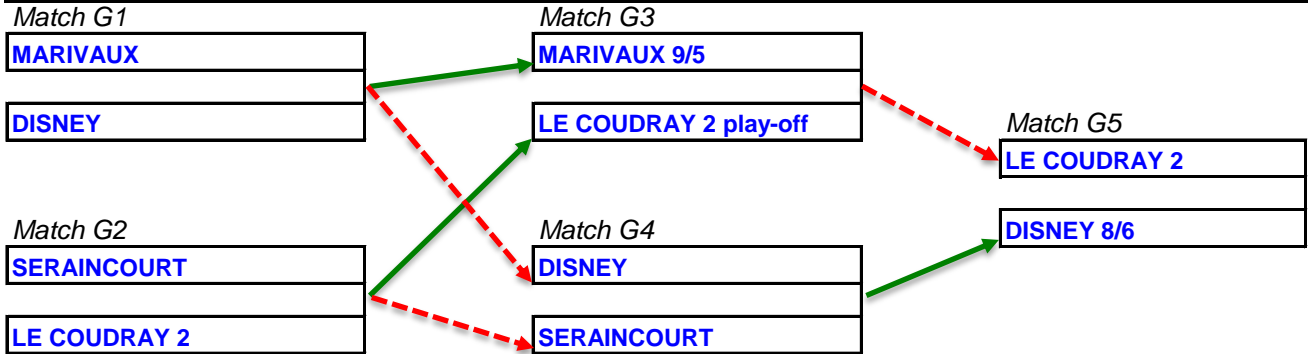 Match G1
MARIVAUX
DISNEY
Match G2
SERAINCOURT
LE COUDRAY 2
Match G3
MARIVAUX 9/5
LE COUDRAY 2 play-off
Match G4
DISNEY
SERAINCOURT
Match G5
LE COUDRAY 2
DISNEY 8/6